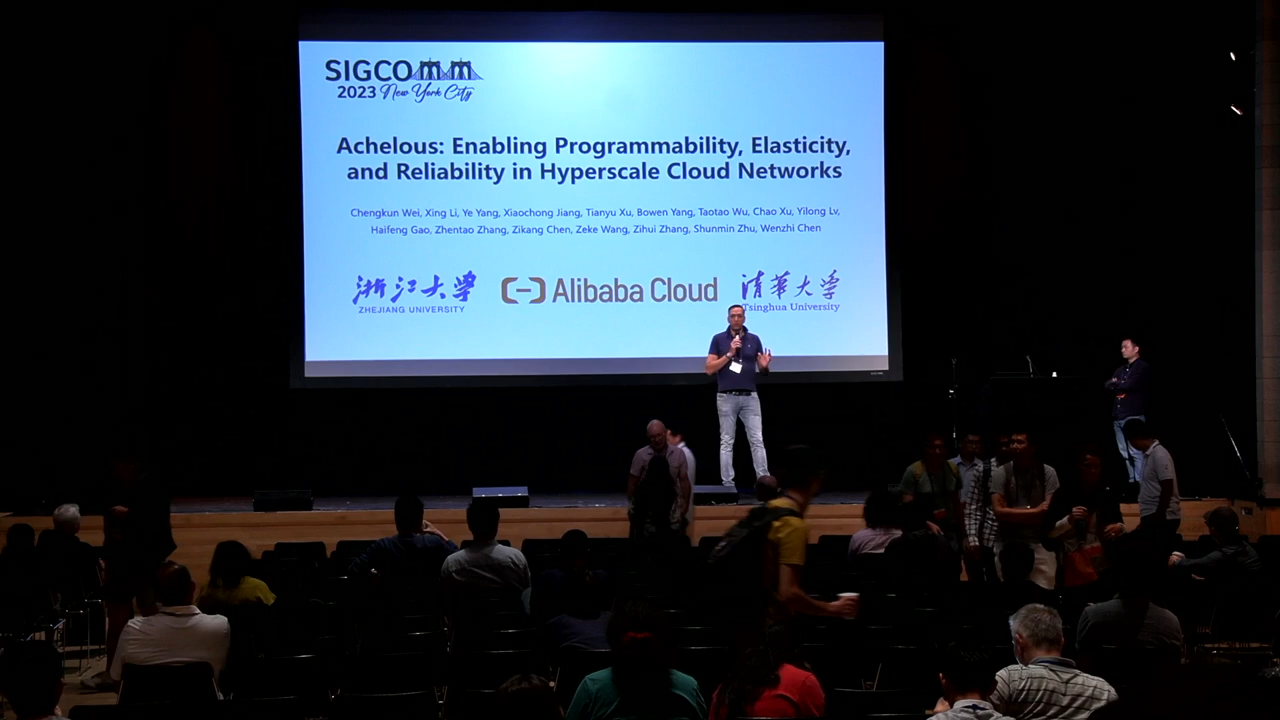 SIGCOMM
2023 New York City
Achelous: Enabling Programmability, Elasticity,
and Reliability in Hyperscale Cloud Networks
Chengkun Wei, Xing Li, Ye Yang, Xiaochong Jiang, Tianyu Xu, Bowen Yang, Taotao Wu, Chao Xu, Yilong Lv,
Haifeng Gao, Zhentao Zhang, Zikang Chen, Zeke Wang, Zihui Zhang, Shunmin Zhu, Wenzhi Chen
浙江大學 Alibaba Cloud 清華大学
ZHEJIANG UNIVERSITY Tsinghua University